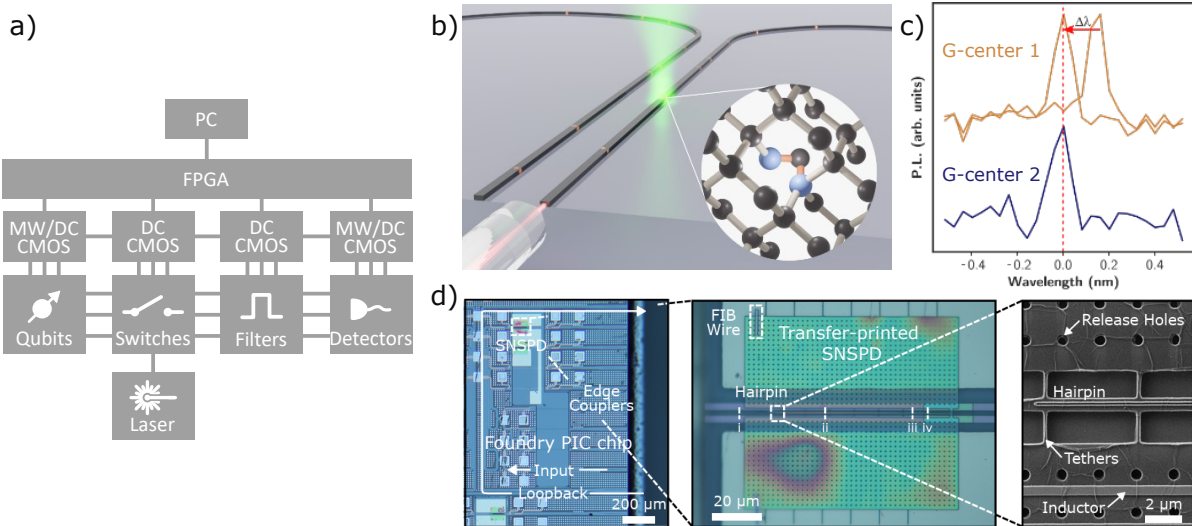 a)
PC
FPGA
MW/DC CMOS
DC CMOS
DC CMOS
MW/DC CMOS
Qubits
Switches
Filters
Detectors
Laser
b)
c)
G-center 1
Δλ
G-center 2
P.L. (arb. units)
-0.4
-0.2
0.0
0.2
0.4
Wavelength (nm)
d)
SNSPD
Edge
Couplers
Foundry PIC chip
Input
Loopback
200 μm
FIB
Wire
Transfer-printed
SNSPD
Hairpin
i
ii
iii
iv
20 μm
Release Holes
Hairpin
Tethers
Inductor
2 μm